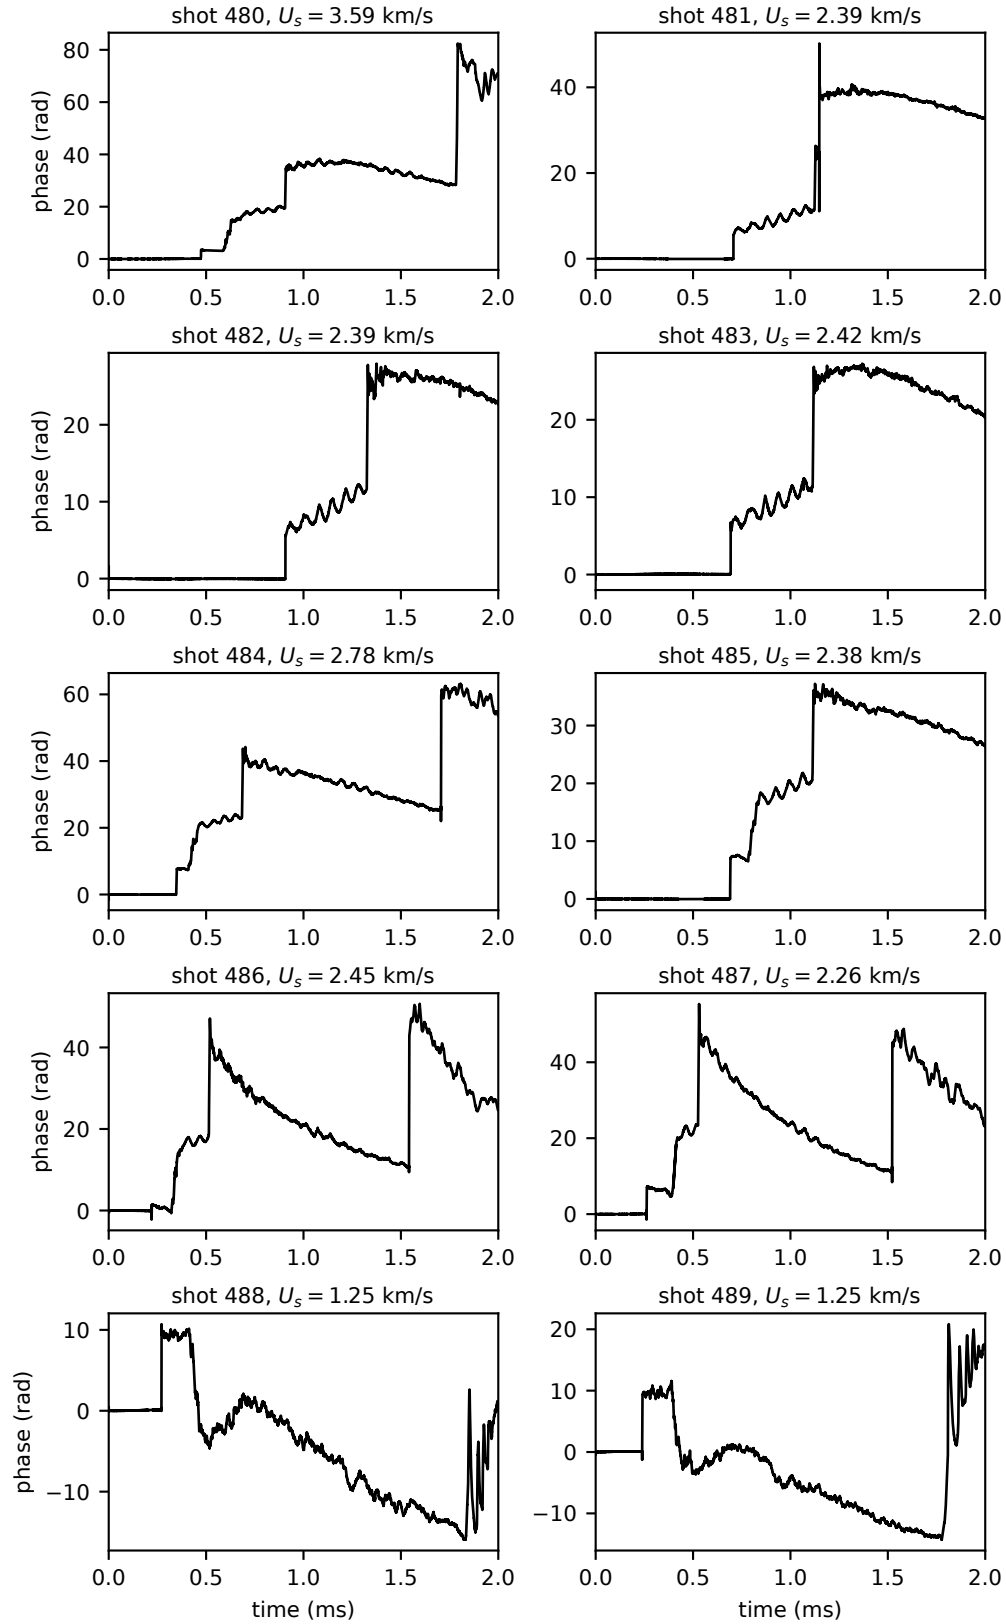 shot 480, U_s = 3.59 km/s
phase (rad)
80
60
40
20
0
0.0 0.5 1.0 1.5 2.0
shot 481, U_s = 2.39 km/s
40
20
0
0.0 0.5 1.0 1.5 2.0
shot 482, U_s = 2.39 km/s
phase (rad)
20
10
0
0.0 0.5 1.0 1.5 2.0
shot 483, U_s = 2.42 km/s
20
10
0
0.0 0.5 1.0 1.5 2.0
shot 484, U_s = 2.78 km/s
phase (rad)
60
40
20
0
0.0 0.5 1.0 1.5 2.0
shot 485, U_s = 2.38 km/s
30
20
10
0
0.0 0.5 1.0 1.5 2.0
shot 486, U_s = 2.45 km/s
phase (rad)
40
20
0
0.0 0.5 1.0 1.5 2.0
shot 487, U_s = 2.26 km/s
40
20
0
0.0 0.5 1.0 1.5 2.0
shot 488, U_s = 1.25 km/s
phase (rad)
10
0
−10
0.0 0.5 1.0 1.5 2.0
time (ms)
shot 489, U_s = 1.25 km/s
20
10
0
−10
0.0 0.5 1.0 1.5 2.0
time (ms)